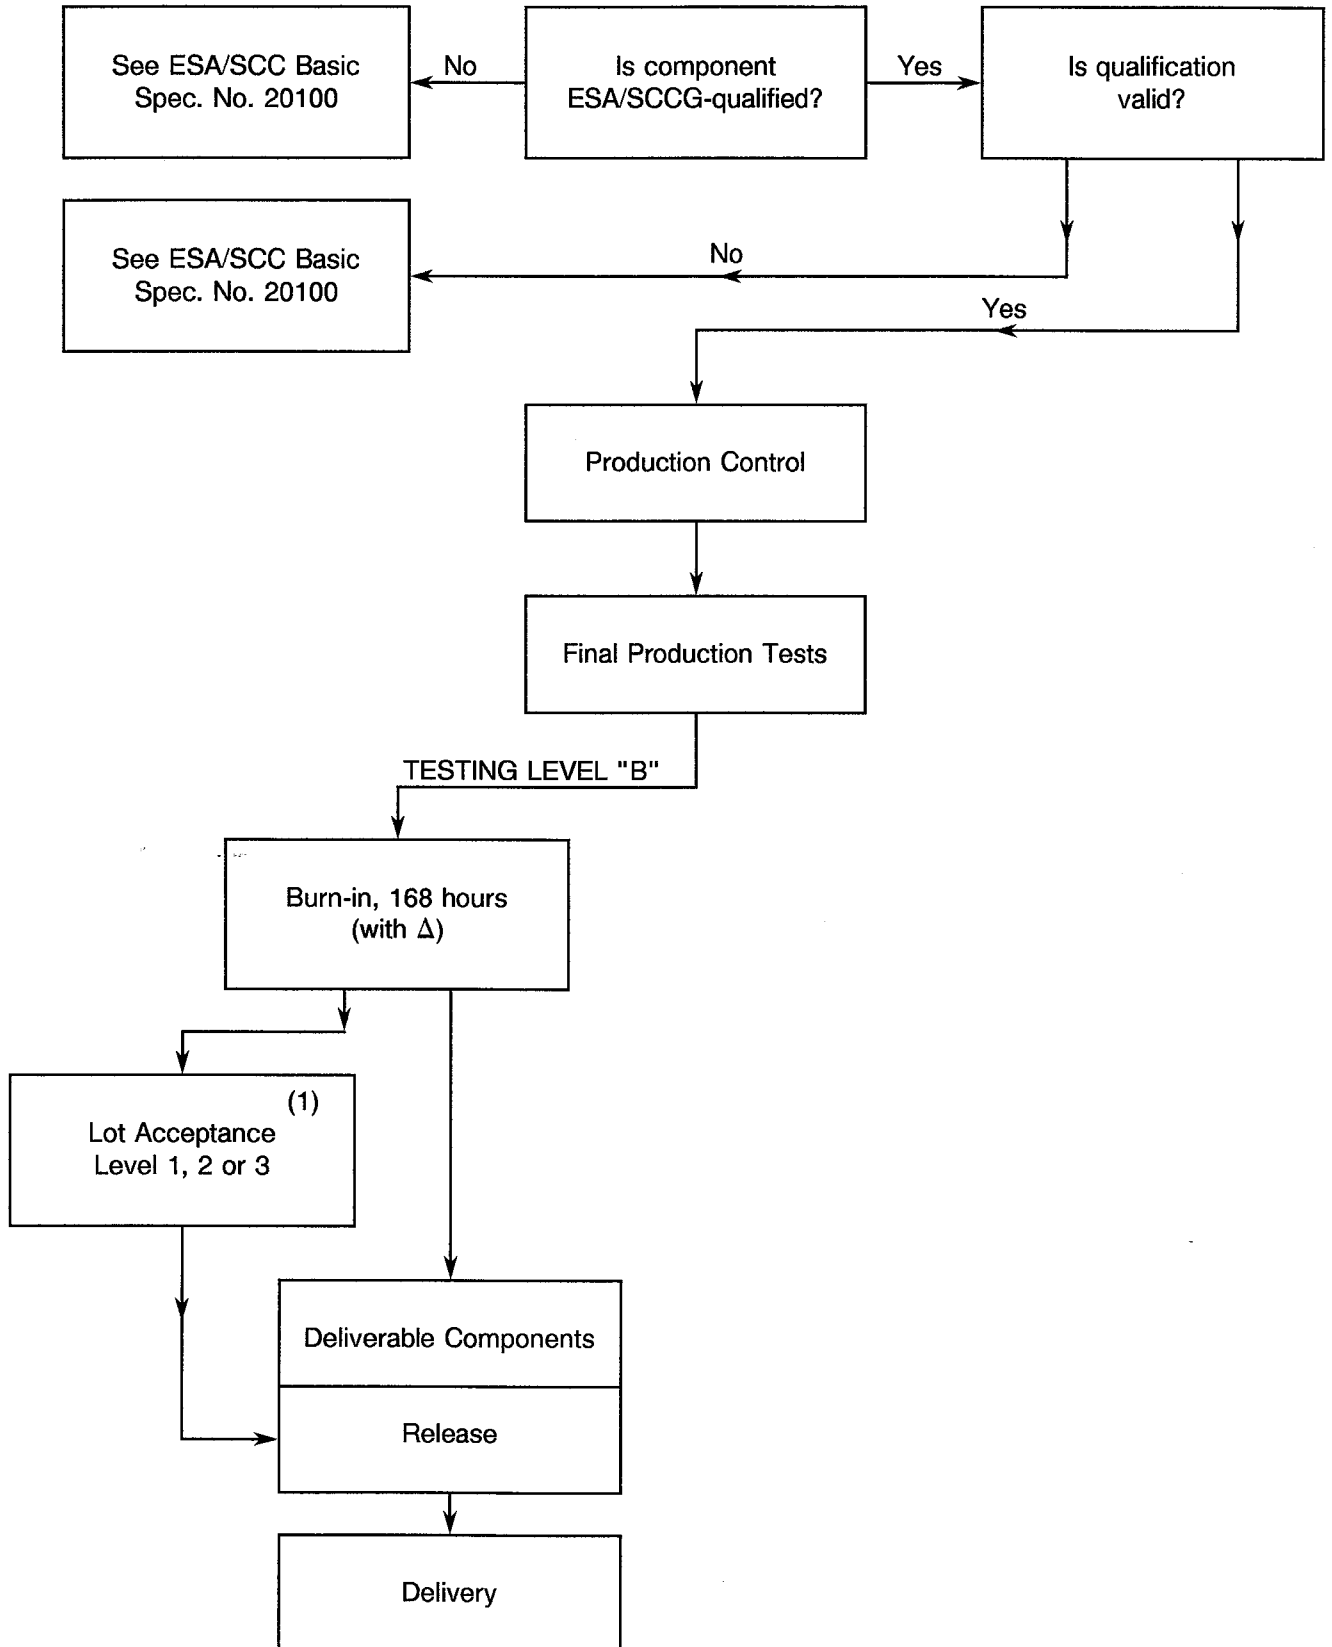 See ESA/SCC Basic
Spec. No. 20100
No
Is component
ESA/SCCG-qualified?
Yes
Is qualification
valid?
See ESA/SCC Basic
Spec. No. 20100
No
Yes
Production Control
Final Production Tests
TESTING LEVEL "B"
Burn-in, 168 hours
(with Δ)
(1)
Lot Acceptance
Level 1, 2 or 3
Deliverable Components
Release
Delivery